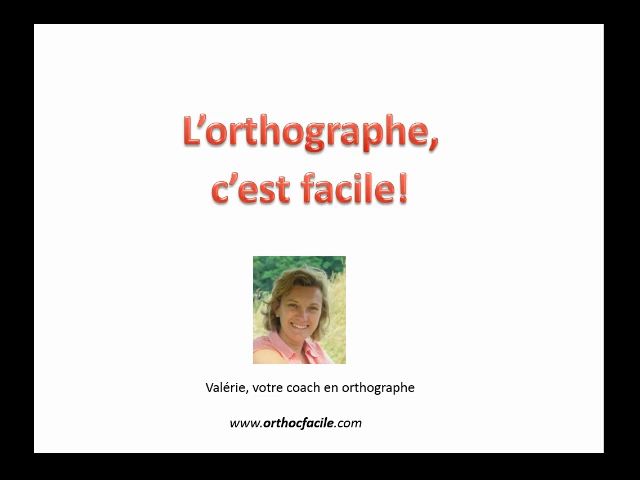 L'orthographe,
c'est facile!
Valérie, votre coach en orthographe
www.orthocfacile.com